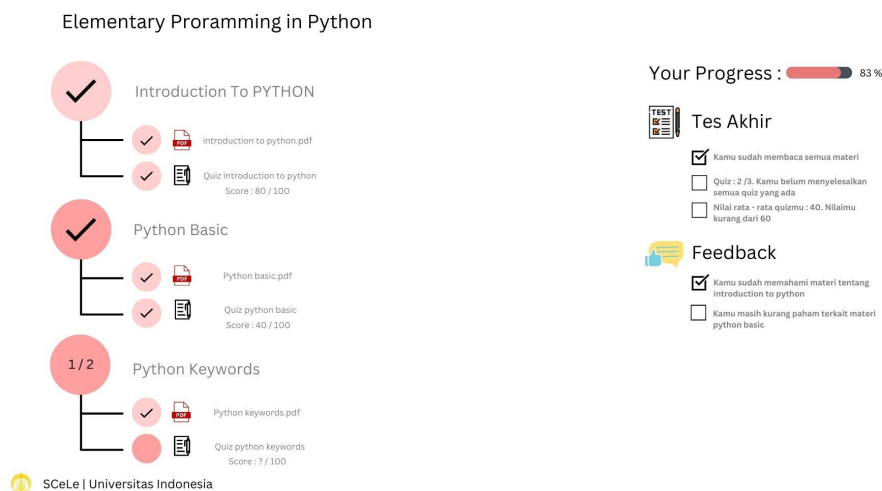 Elementary Proramming in Python
Introduction To PYTHON
PDF
introduction to python.pdf
Quiz introduction to python
Score : 80 / 100
Python Basic
PDF
Python basic.pdf
Quiz python basic
Score : 40 / 100
1 / 2
Python Keywords
PDF
Python keywords.pdf
Quiz python keywords
Score : ? / 100
SCeLe | Universitas Indonesia
Your Progress :
83 %
TEST
Tes Akhir
Kamu sudah membaca semua materi
Quiz : 2 /3. Kamu belum menyelesaikan
semua quiz yang ada
Nilai rata - rata quizmu : 40. Nilaimu
kurang dari 60
Feedback
Kamu sudah memahami materi tentang
introduction to python
Kamu masih kurang paham terkait materi
python basic